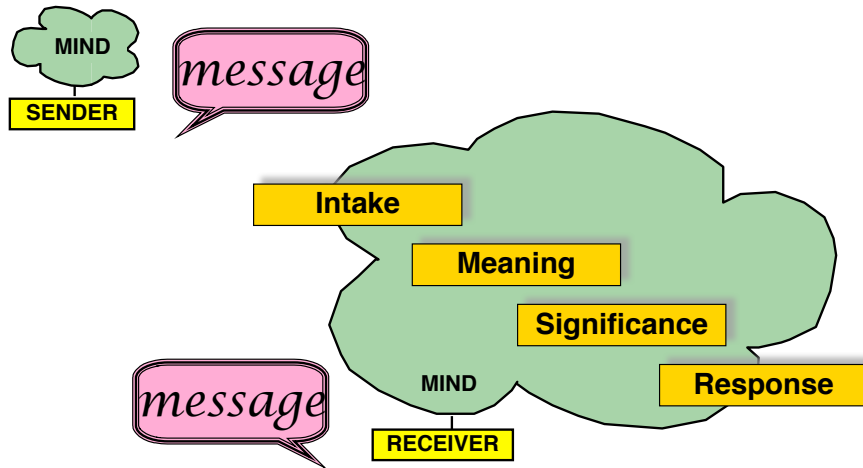 MIND
SENDER
message
Intake
Meaning
Significance
Response
message
MIND
RECEIVER